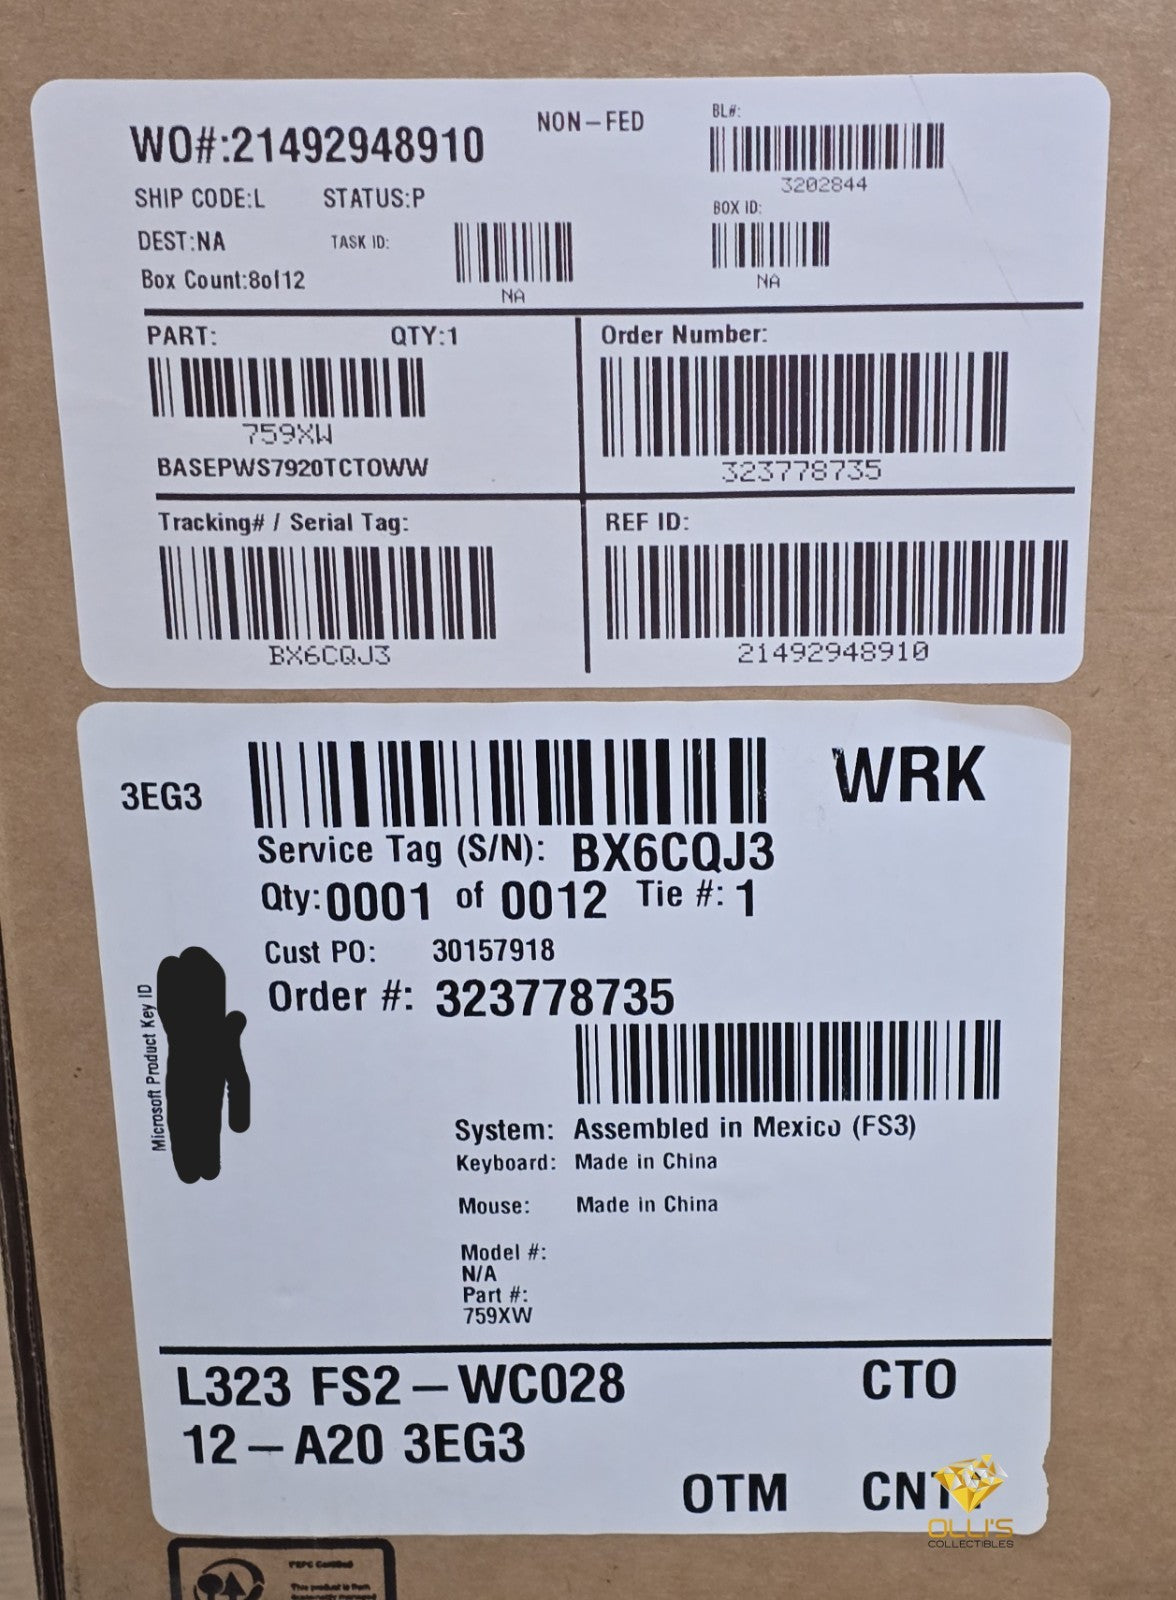 NON-FED
WO#:21492948910
BL#:
3202844
SHIP CODE:L STATUS:P
BOX ID:
NA
DEST:NA TASK ID:
NA
Box Count:8of12
PART: QTY:1
759XW
BASEPWS7920TCTOWW
Order Number:
323778735
Tracking# / Serial Tag:
BX6CQJ3
REF ID:
21492948910
3EG3
WRK
Service Tag (S/N): BX6CQJ3
Qty:0001 of 0012 Tie #: 1
Cust PO: 30157918
Order #: 323778735
Microsoft Product Key ID
System: Assembled in Mexico (FS3)
Keyboard: Made in China
Mouse: Made in China
Model #:
N/A
Part #:
759XW
L323 FS2-WC028 CTO
12-A20 3EG3
OTM
OLLI'S
COLLECTIBLES
This product is from